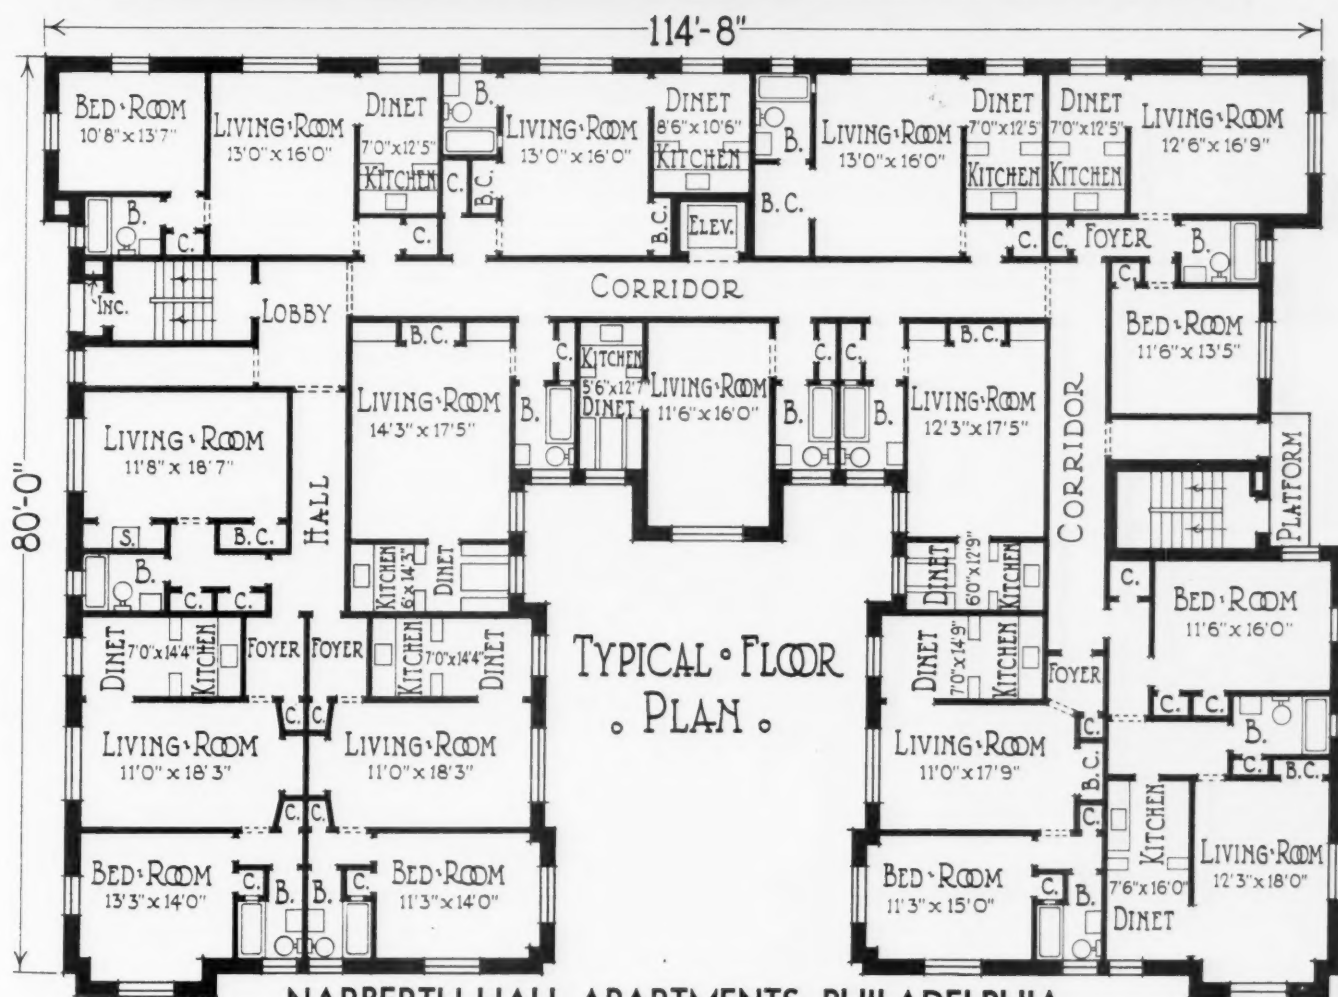 114'-8"
80'-0"
BED·ROOM
10'8" x 13'7"
LIVING·ROOM
13'0" x 16'0"
DINET
7'0" x 12'5"
KITCHEN
B.
LIVING·ROOM
13'0" x 16'0"
DINET
8'6" x 10'6"
KITCHEN
B.
LIVING·ROOM
13'0" x 16'0"
DINET
7'0" x 12'5"
KITCHEN
DINET
7'0" x 12'5"
KITCHEN
LIVING·ROOM
12'6" x 16'9"
B.
C.
C.
C.
B.C.
B.C.
ELEV.
B.C.
C.
C.
FOYER
B.
INC.
LOBBY
CORRIDOR
C.
BED·ROOM
11'6" x 13'5"
B.C.
LIVING·ROOM
14'3" x 17'5"
C.
B.
KITCHEN
5'6" x 12'7"
DINET
LIVING·ROOM
11'6" x 16'0"
C.
B.
C.
B.
B.C.
LIVING·ROOM
12'3" x 17'5"
CORRIDOR
PLATFORM
LIVING·ROOM
11'8" x 18'7"
HALL
S.
B.C.
B.
C.
C.
KITCHEN
6' x 14'3"
DINET
DINET
6'0" x 12'9"
KITCHEN
C.
BED·ROOM
11'6" x 16'0"
DINET
7'0" x 14'4"
KITCHEN
FOYER
FOYER
KITCHEN
7'0" x 14'4"
DINET
TYPICAL FLOOR
PLAN
DINET
7'0" x 14'9"
KITCHEN
FOYER
C.
C.
C.
B.
C.
B.C.
C.
C.
LIVING·ROOM
11'0" x 18'3"
LIVING·ROOM
11'0" x 18'3"
LIVING·ROOM
11'0" x 17'9"
B.C.
C.
C.
C.
KITCHEN
7'6" x 16'0"
DINET
LIVING·ROOM
12'3" x 18'0"
BED·ROOM
13'3" x 14'0"
C.
B.
B.
C.
BED·ROOM
11'3" x 14'0"
BED·ROOM
11'3" x 15'0"
C.
B.
NARBERTH HALL APARTMENTS, PHILADELPHIA